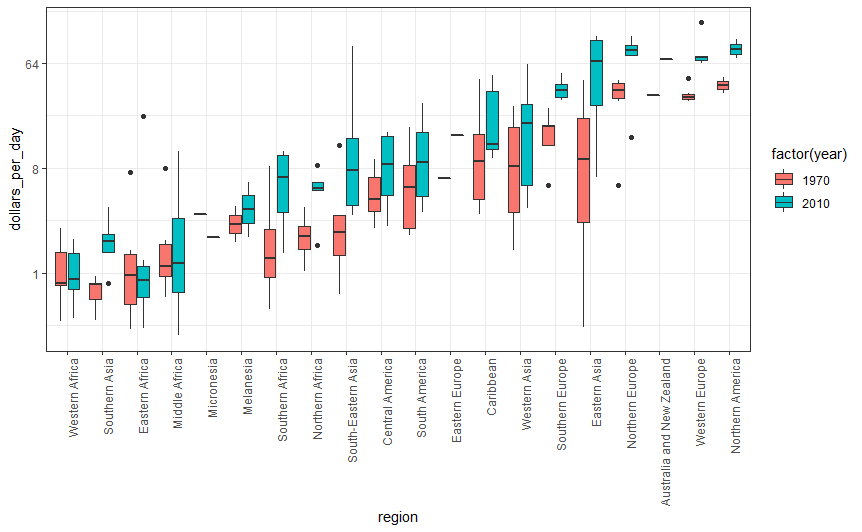 dollars_per_day
64
8
1
Western Africa
Southern Asia
Eastern Africa
Middle Africa
Micronesia
Melanesia
Southern Africa
Northern Africa
South-Eastern Asia
Central America
South America
Eastern Europe
Caribbean
Western Asia
Southern Europe
Eastern Asia
Northern Europe
Australia and New Zealand
Western Europe
Northern America
region
factor(year)
1970
2010